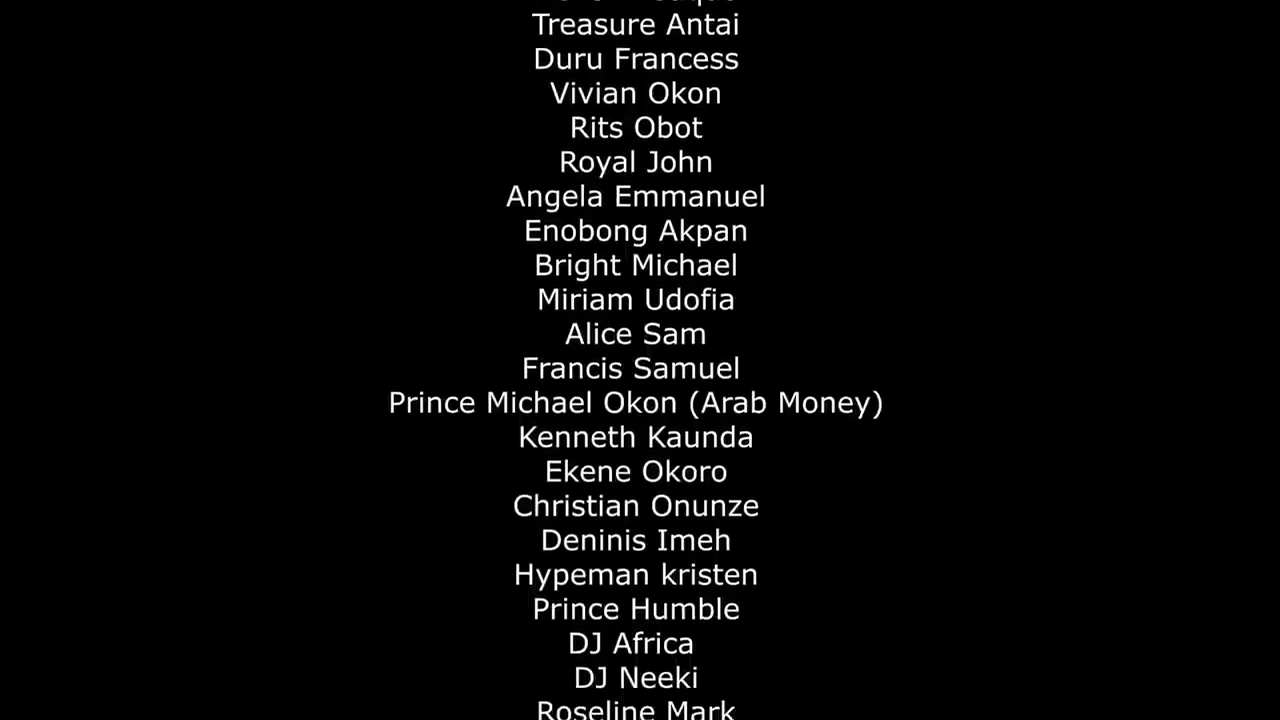 Treasure Antai
Duru Francess
Vivian Okon
Rits Obot
Royal John
Angela Emmanuel
Enobong Akpan
Bright Michael
Miriam Udofia
Alice Sam
Francis Samuel
Prince Michael Okon (Arab Money)
Kenneth Kaunda
Ekene Okoro
Christian Onunze
Deninis Imeh
Hypeman kristen
Prince Humble
DJ Africa
DJ Neeki
Roseline Mark